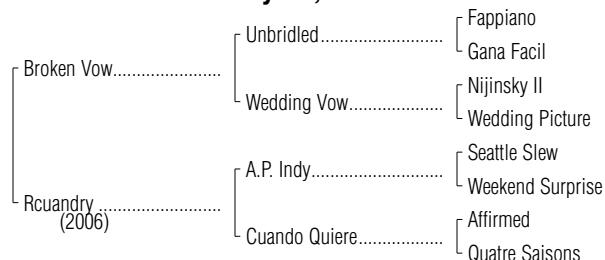 Fappiano
Unbridled
Gana Facil
Broken Vow
Nijinsky II
Wedding Vow
Wedding Picture
Seattle Slew
A.P. Indy
Weekend Surprise
Rcuandry
(2006)
Affirmed
Cuando Quiere
Quatre Saisons